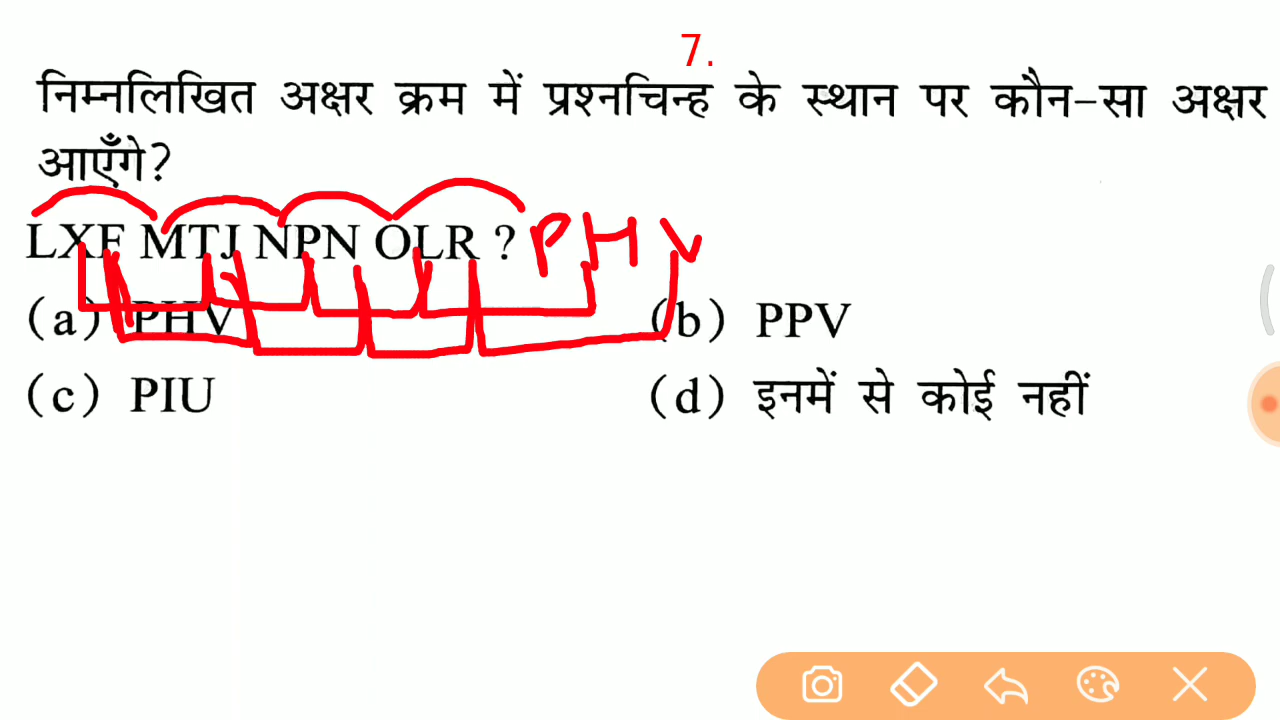 7.
निम्नलिखित अक्षर क्रम में प्रश्नचिन्ह के स्थान पर कौन-सा अक्षर
आएँगे?
LXF MTJ NPN OLR ? PHV
(a) PHV (b) PPV
(c) PIU (d) इनमें से कोई नहीं